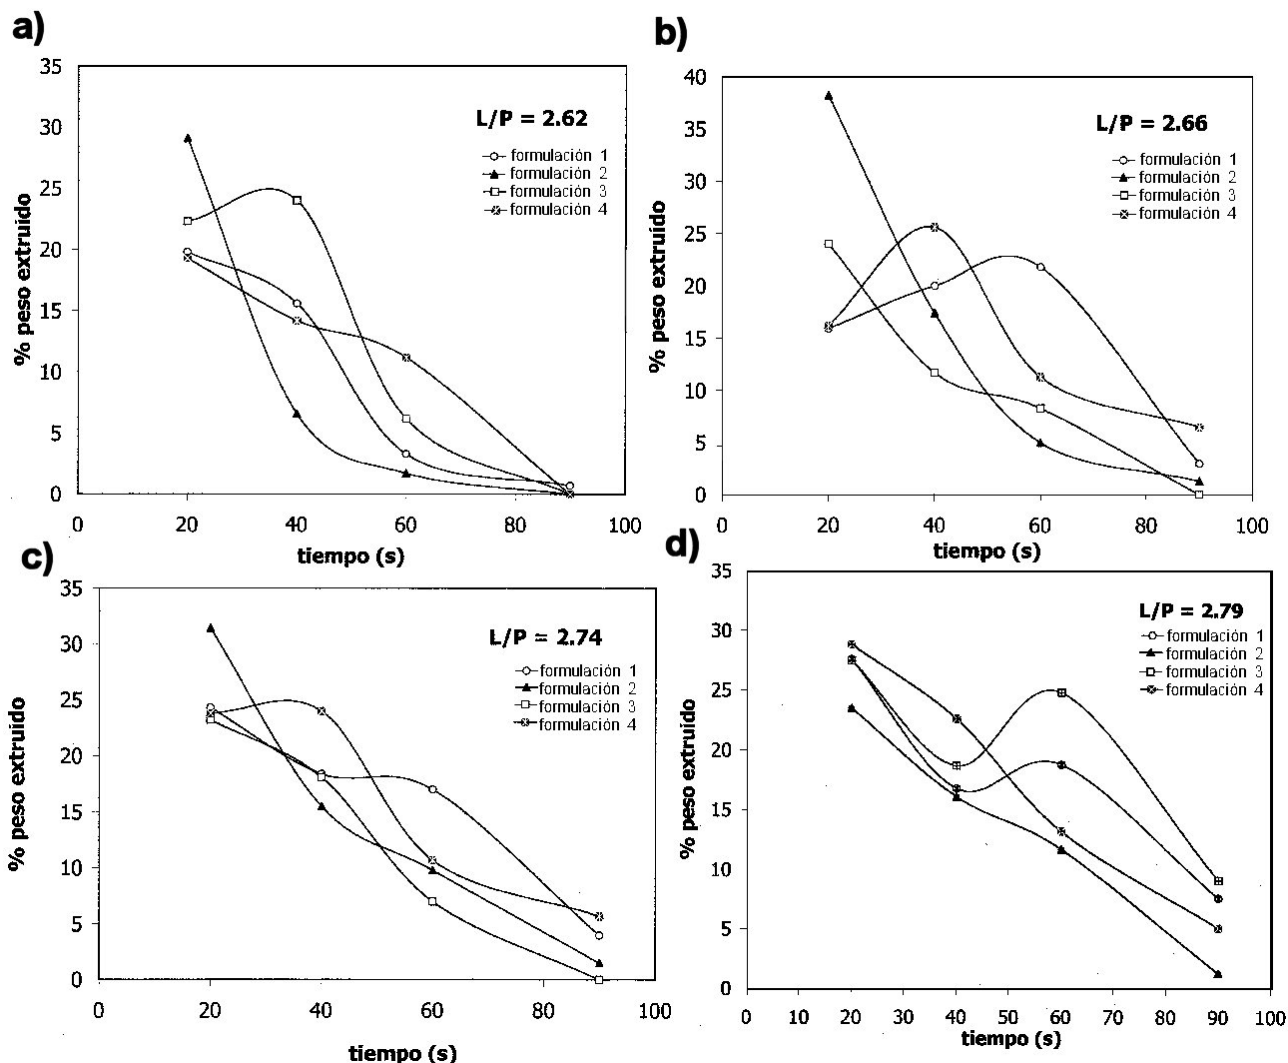 a)
35
30
25
20
15
10
5
0
% peso extruído
L/P = 2.62
formulación 1
formulación 2
formulación 3
formulación 4
0 20 40 60 80 100
tiempo (s)
b)
40
35
30
25
20
15
10
5
0
% peso extruído
L/P = 2.66
formulación 1
formulación 2
formulación 3
formulación 4
0 20 40 60 80 100
tiempo (s)
c)
35
30
25
20
15
10
5
0
% peso extruído
L/P = 2.74
formulación 1
formulación 2
formulación 3
formulación 4
0 20 40 60 80 100
tiempo (s)
d)
35
30
25
20
15
10
5
0
% peso extruído
L/P = 2.79
formulación 1
formulación 2
formulación 3
formulación 4
0 10 20 30 40 50 60 70 80 90 100
tiempo (s)